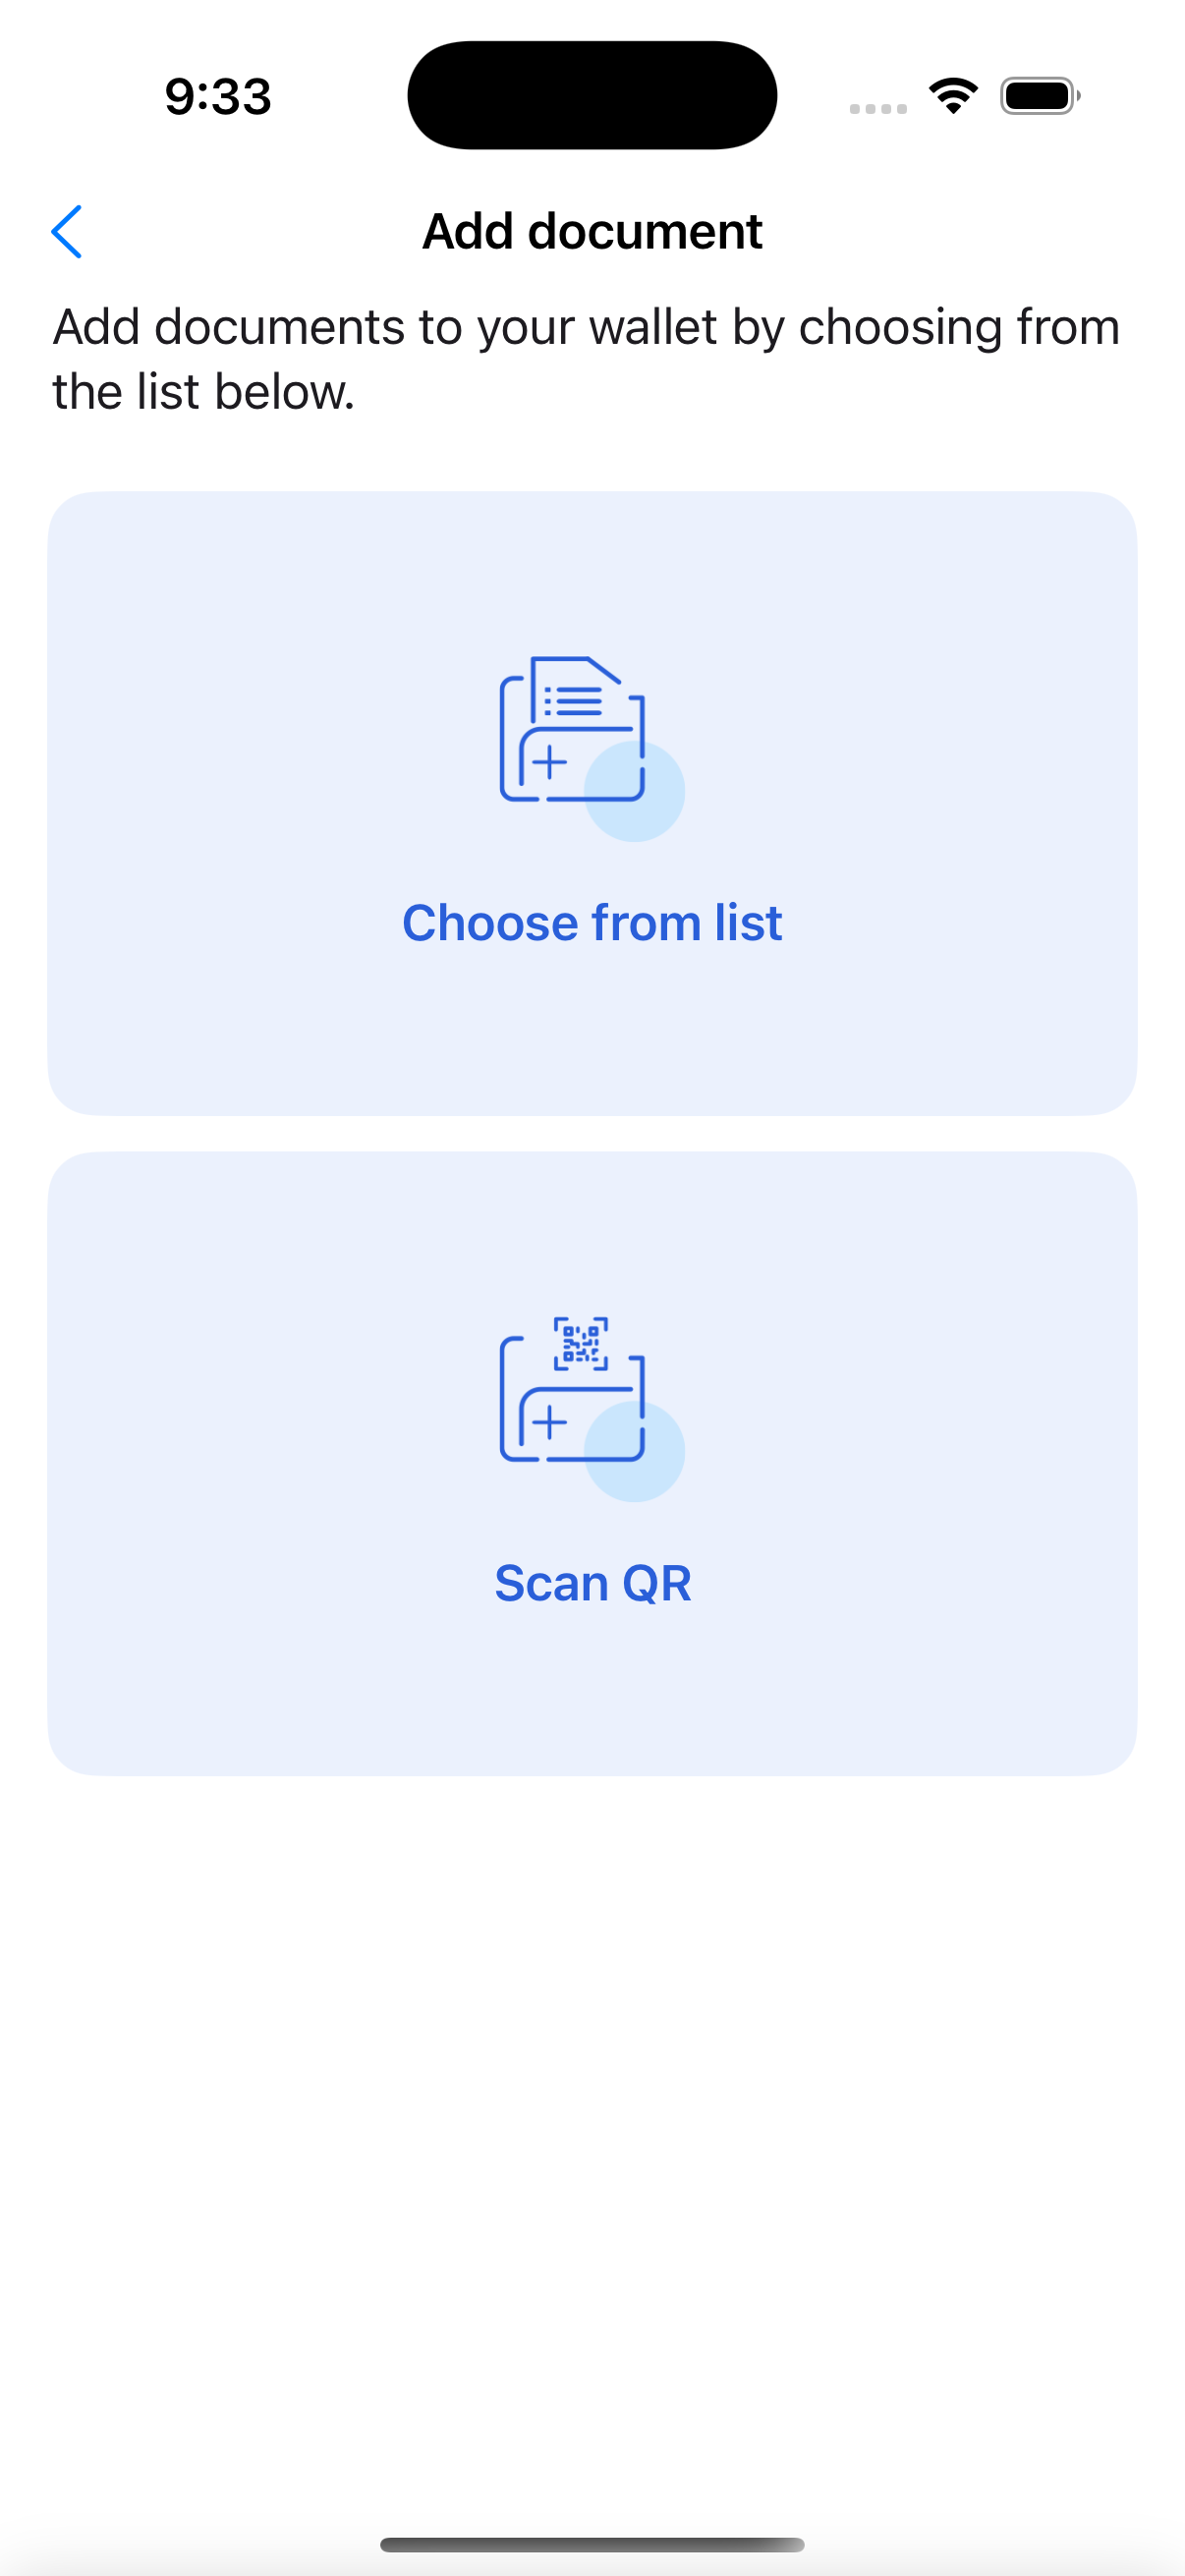 9:33
Add document
Add documents to your wallet by choosing from
the list below.
Choose from list
Scan QR